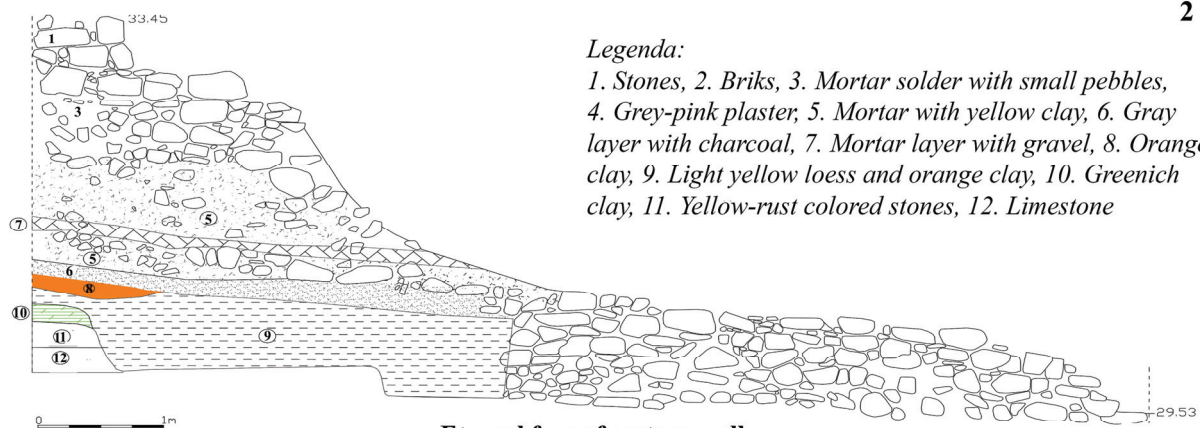 2
33.45
Legenda:
1. Stones, 2. Briks, 3. Mortar solder with small pebbles,
4. Grey-pink plaster, 5. Mortar with yellow clay, 6. Gray
layer with charcoal, 7. Mortar layer with gravel, 8. Orange
clay, 9. Light yellow loess and orange clay, 10. Greenich
clay, 11. Yellow-rust colored stones, 12. Limestone
1
3
5
7
5
6
8
10
9
11
12
29.53
0 1m